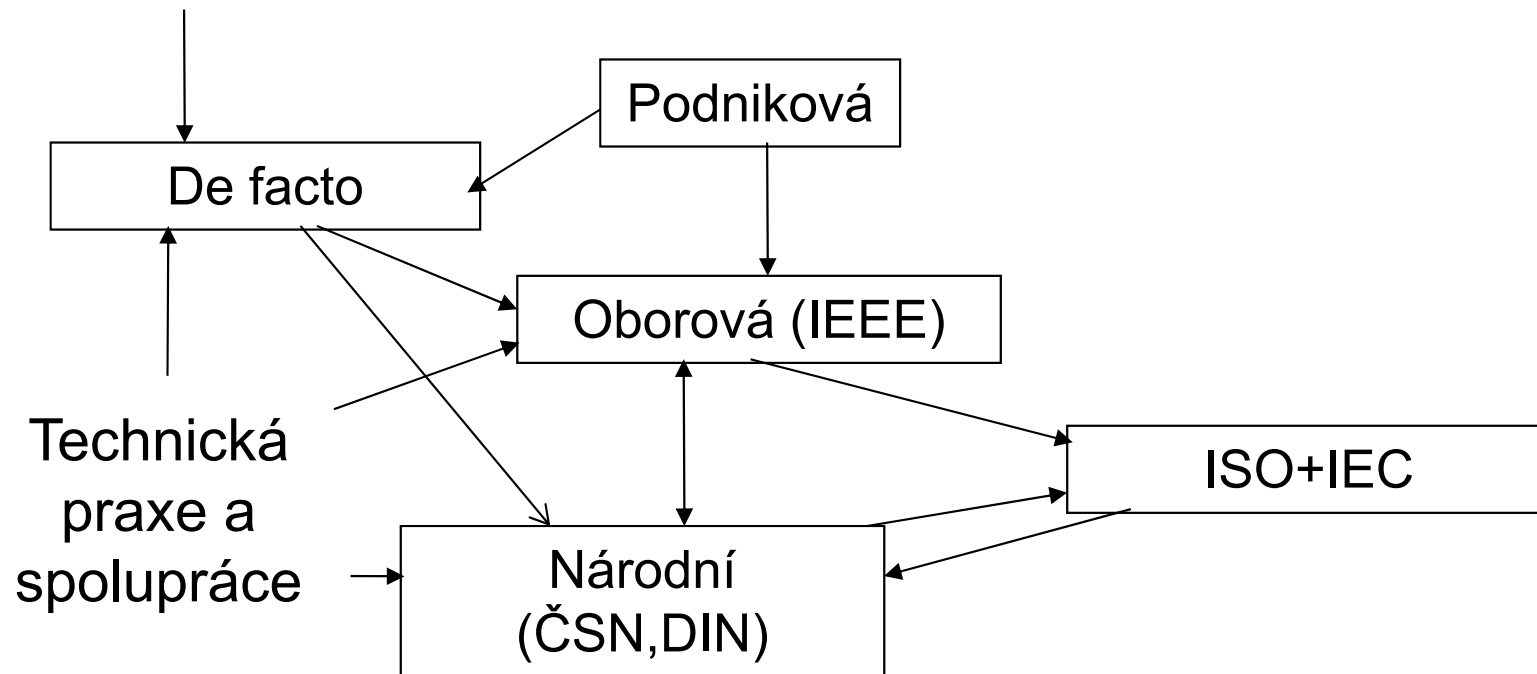 Podniková
De facto
Oborová (IEEE)
Technická
praxe a
spolupráce
ISO+IEC
Národní
(ČSN,DIN)